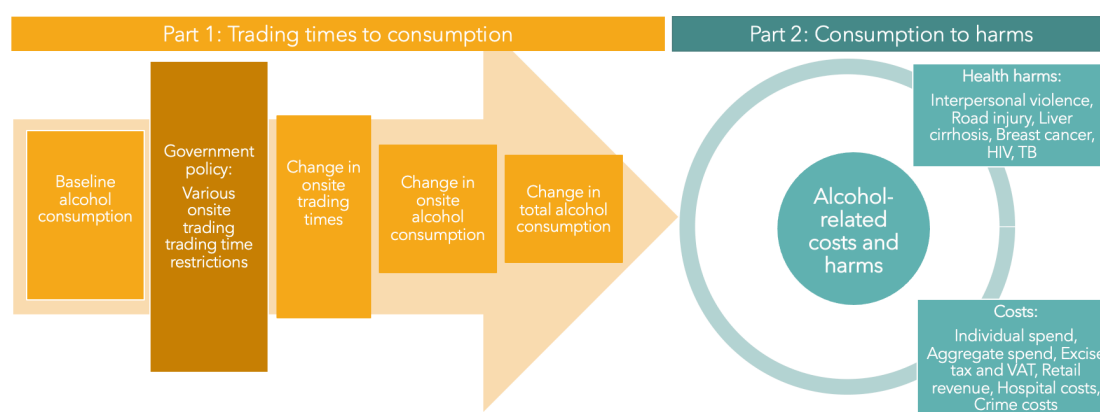 Part 1: Trading times to consumption
Part 2: Consumption to harms
Baseline
alcohol
consumption
Government
policy:
Various
onsite
trading
trading time
restrictions
Change in
onsite
trading
times
Change in
onsite
alcohol
consumption
Change in
total alcohol
consumption
Alcohol-
related
costs and
harms
Health harms:
Interpersonal violence,
Road injury, Liver
cirrhosis, Breast cancer,
HIV, TB
Costs:
Individual spend,
Aggregate spend, Excise
tax and VAT, Retail
revenue, Hospital costs,
Crime costs